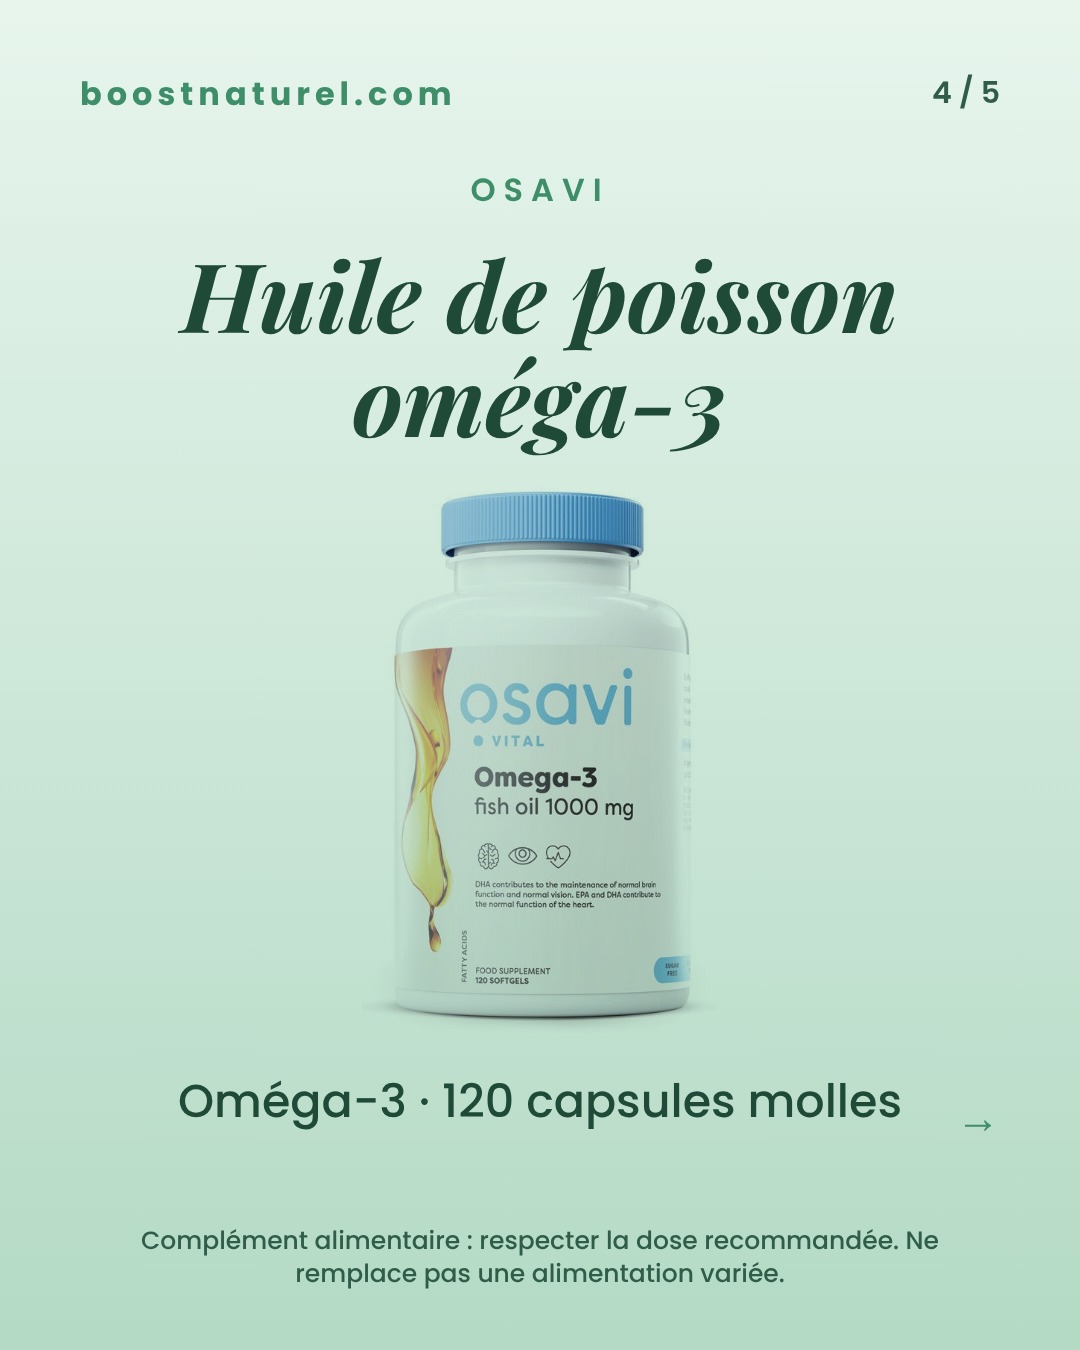 boostnaturel.com
4 / 5
OSAVI
Huile de poisson
oméga-3
osavi
VITAL
Omega-3
fish oil 1000 mg
DHA contributes to the maintenance of normal brain
function and normal vision. EPA and DHA contribute to
the normal function of the heart.
FATTY ACIDS
FOOD SUPPLEMENT
120 SOFTGELS
SUGAR
FREE
Oméga-3 · 120 capsules molles
→
Complément alimentaire : respecter la dose recommandée. Ne
remplace pas une alimentation variée.